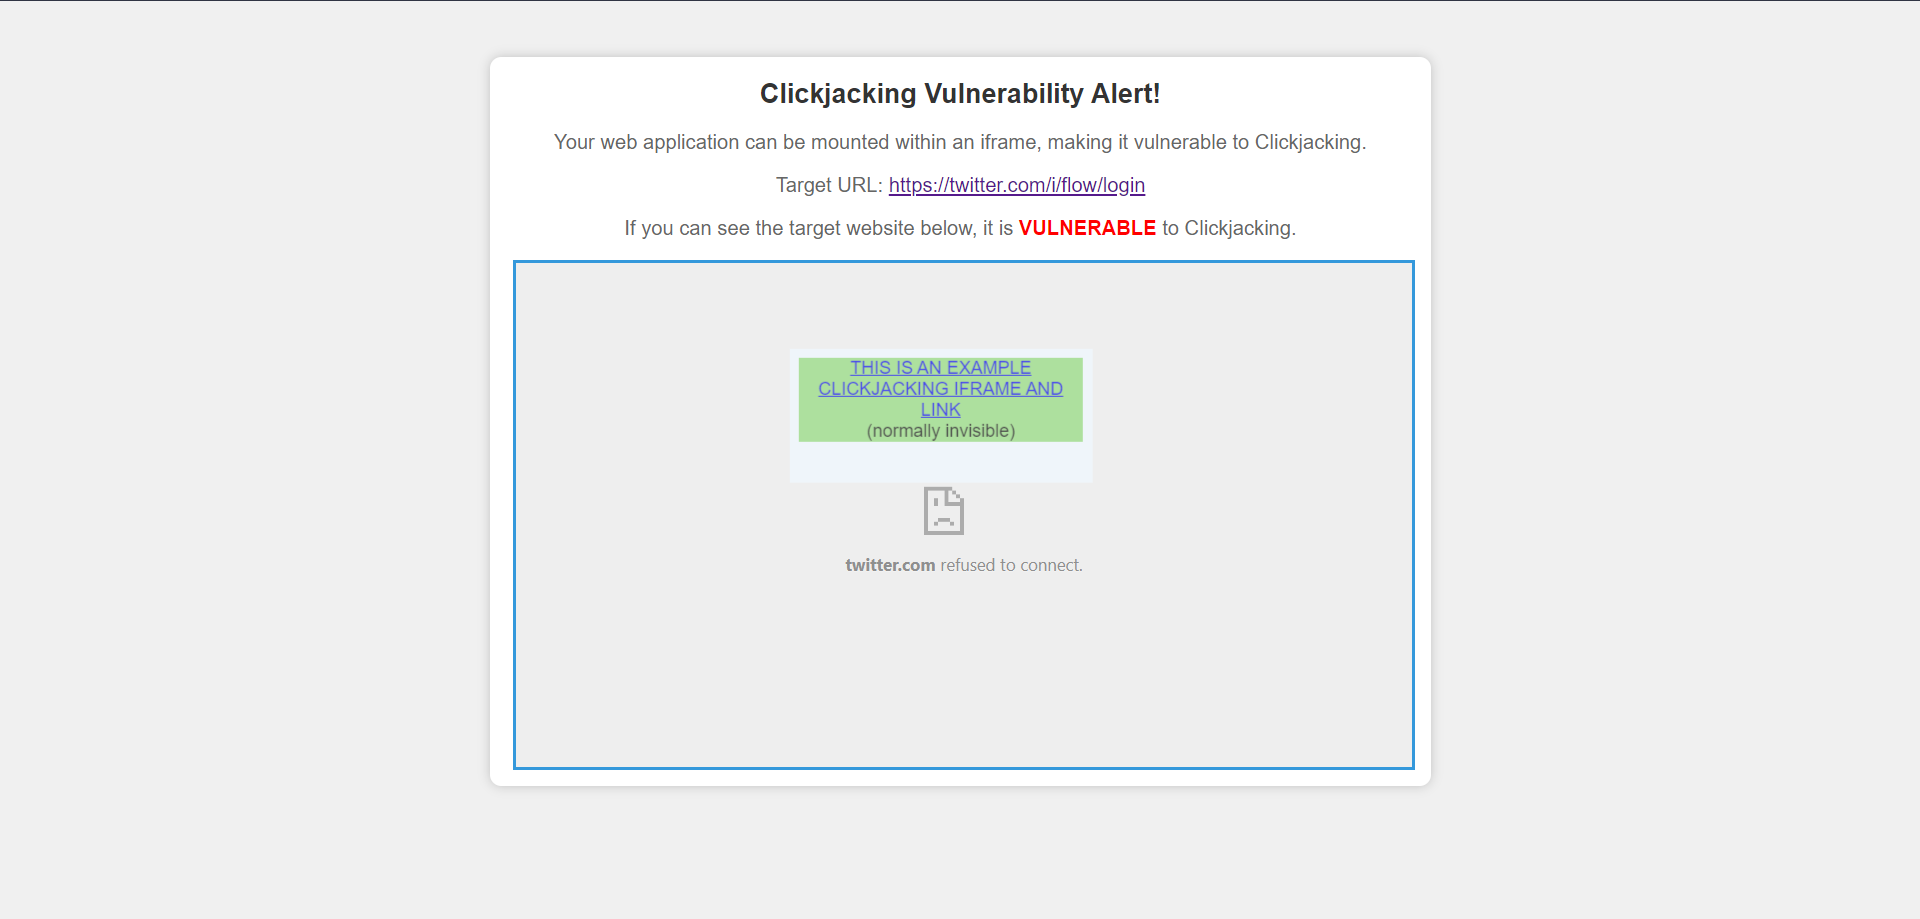 Clickjacking Vulnerability Alert!
Your web application can be mounted within an iframe, making it vulnerable to Clickjacking.
Target URL: https://twitter.com/i/flow/login
If you can see the target website below, it is VULNERABLE to Clickjacking.
THIS IS AN EXAMPLE
CLICKJACKING IFRAME AND
LINK
(normally invisible)
twitter.com refused to connect.